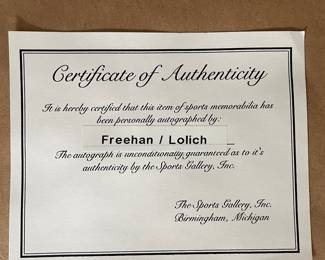 Certificate of Authenticity
It is hereby certified that this item of sports memorabilia has
been personally autographed by:
Freehan / Lolich
The autograph is unconditionally guaranteed as to it's
authenticity by the Sports Gallery, Inc.
The Sports Gallery, Inc.
Birmingham, Michigan